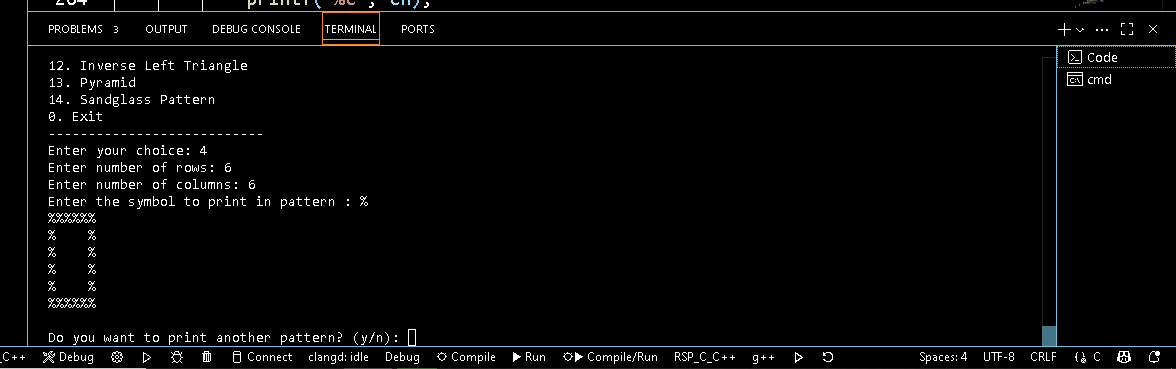 204 printf("%c", ch);
PROBLEMS 3 OUTPUT DEBUG CONSOLE TERMINAL PORTS
12. Inverse Left Triangle
13. Pyramid
14. Sandglass Pattern
0. Exit
---------------------------
Enter your choice: 4
Enter number of rows: 6
Enter number of columns: 6
Enter the symbol to print in pattern : %
%%%%%%
%    %
%    %
%    %
%    %
%%%%%%
Do you want to print another pattern? (y/n):
Code
cmd
_C++ Debug Connect clangd: idle Debug Compile Run Compile/Run RSP_C_C++ g++ Spaces: 4 UTF-8 CRLF C